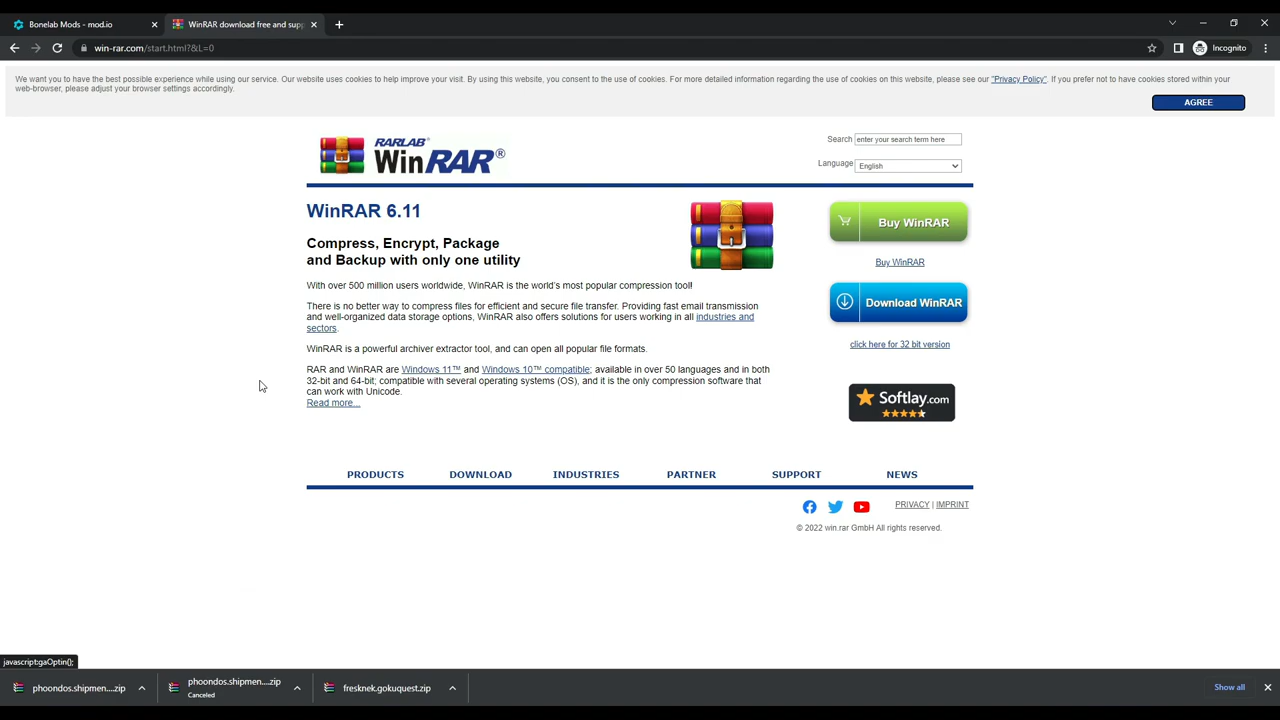 Bonelab Mods - mod.io
WinRAR download free and supp
win-rar.com/start.html?&L=0
Incognito
We want you to have the best possible experience while using our service. Our website uses cookies to help improve your visit. By using this website, you consent to the use of cookies. For more detailed information regarding the use of cookies on this website, please see our "Privacy Policy". If you prefer not to have cookies stored within your
web-browser, please adjust your browser settings accordingly.
AGREE
RARLAB®
WinRAR®
Search enter your search term here
Language English
WinRAR 6.11
Compress, Encrypt, Package
and Backup with only one utility
With over 500 million users worldwide, WinRAR is the world's most popular compression tool!
There is no better way to compress files for efficient and secure file transfer. Providing fast email transmission
and well-organized data storage options, WinRAR also offers solutions for users working in all industries and
sectors.
WinRAR is a powerful archiver extractor tool, and can open all popular file formats.
RAR and WinRAR are Windows 11™ and Windows 10™ compatible; available in over 50 languages and in both
32-bit and 64-bit; compatible with several operating systems (OS), and it is the only compression software that
can work with Unicode.
Read more...
Buy WinRAR
Buy WinRAR
Download WinRAR
click here for 32 bit version
Softlay.com
PRODUCTS DOWNLOAD INDUSTRIES PARTNER SUPPORT NEWS
PRIVACY | IMPRINT
© 2022 win.rar GmbH All rights reserved.
javascript:gaOptin();
phoondos.shipmen....zip
phoondos.shipmen....zip
Canceled
fresknek.gokuquest.zip
Show all